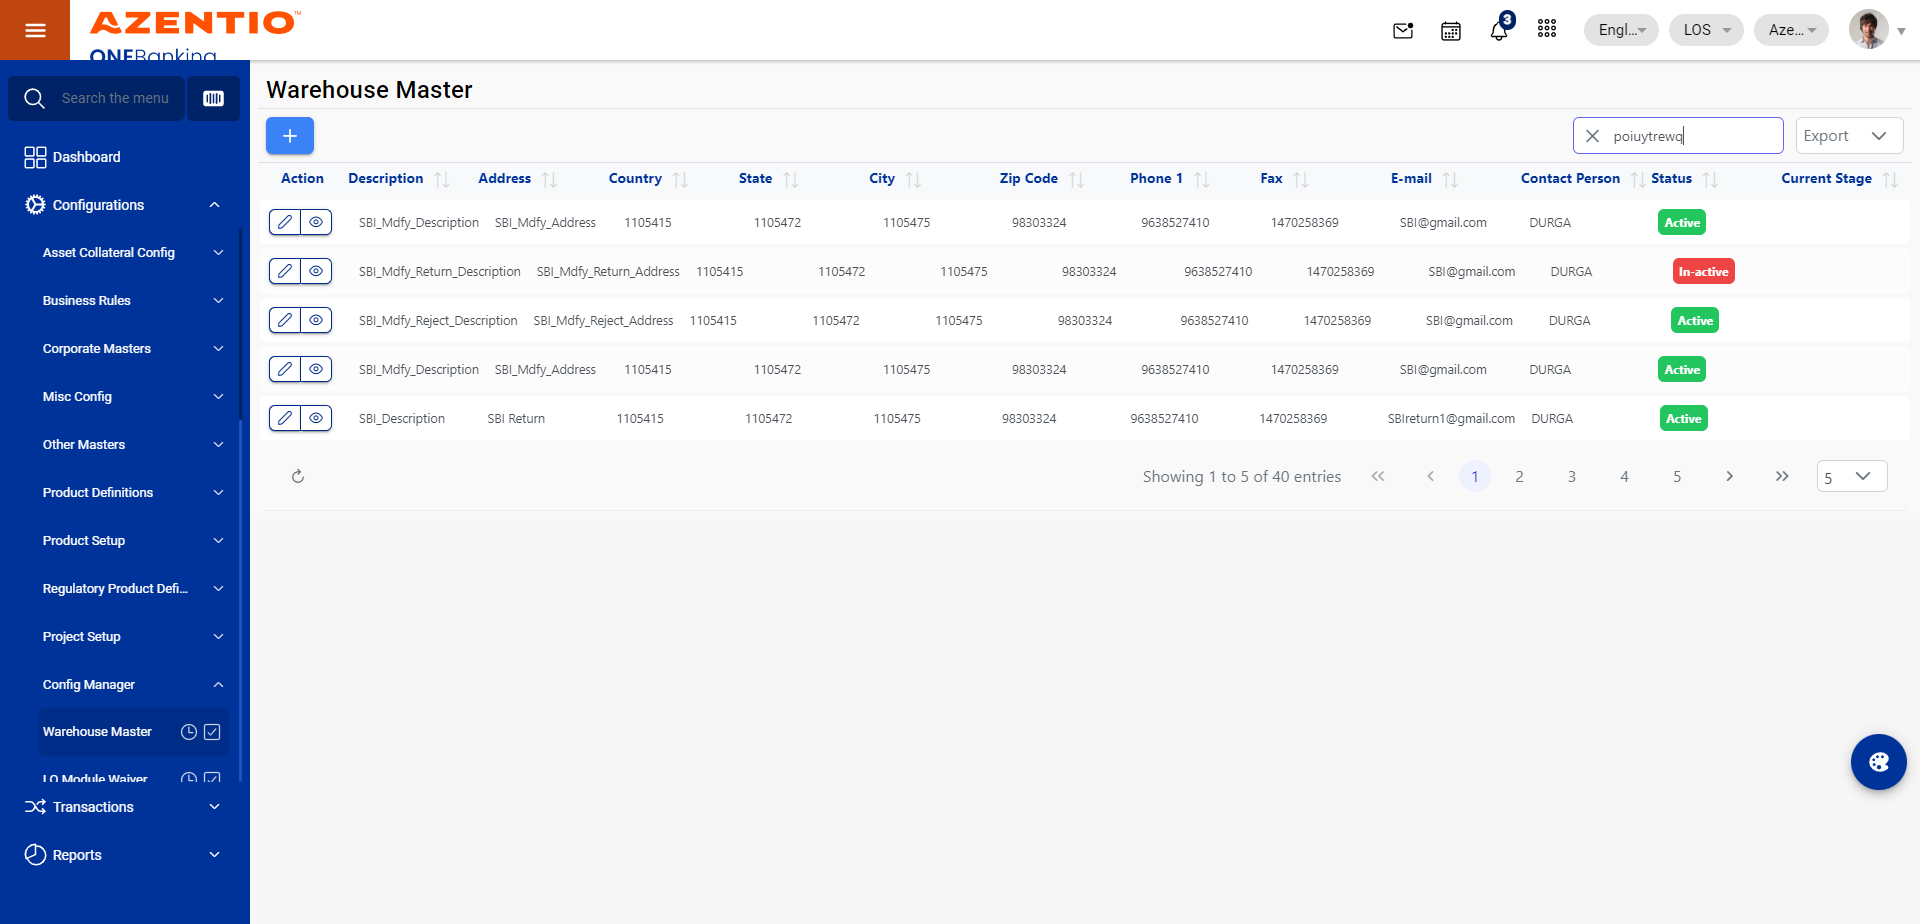 AZENTIO™
ONEBanking
3
Engl...
LOS
Aze...
Search the menu
Dashboard
Configurations
Asset Collateral Config
Business Rules
Corporate Masters
Misc Config
Other Masters
Product Definitions
Product Setup
Regulatory Product Defi...
Project Setup
Config Manager
Warehouse Master
LO Module Waiver
Transactions
Reports
Warehouse Master
+
poiuytrewq
Export
Action Description Address Country State City Zip Code Phone 1 Fax E-mail Contact Person Status Current Stage
SBI_Mdfy_Description SBI_Mdfy_Address 1105415 1105472 1105475 98303324 9638527410 1470258369 SBI@gmail.com DURGA Active
SBI_Mdfy_Return_Description SBI_Mdfy_Return_Address 1105415 1105472 1105475 98303324 9638527410 1470258369 SBI@gmail.com DURGA In-active
SBI_Mdfy_Reject_Description SBI_Mdfy_Reject_Address 1105415 1105472 1105475 98303324 9638527410 1470258369 SBI@gmail.com DURGA Active
SBI_Mdfy_Description SBI_Mdfy_Address 1105415 1105472 1105475 98303324 9638527410 1470258369 SBI@gmail.com DURGA Active
SBI_Description SBI Return 1105415 1105472 1105475 98303324 9638527410 1470258369 SBIreturn1@gmail.com DURGA Active
Showing 1 to 5 of 40 entries << < 1 2 3 4 5 > >> 5